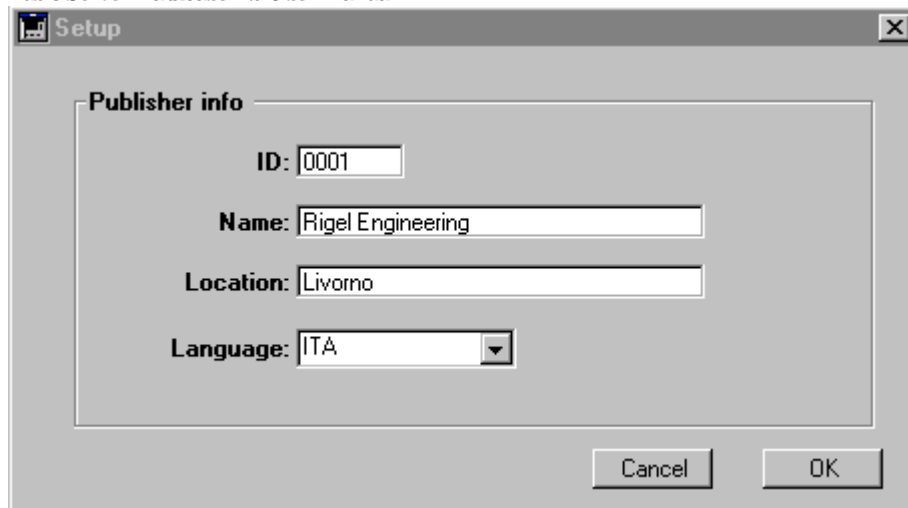 Setup
Publisher info
ID: 0001
Name: Rigel Engineering
Location: Livorno
Language: ITA
Cancel OK